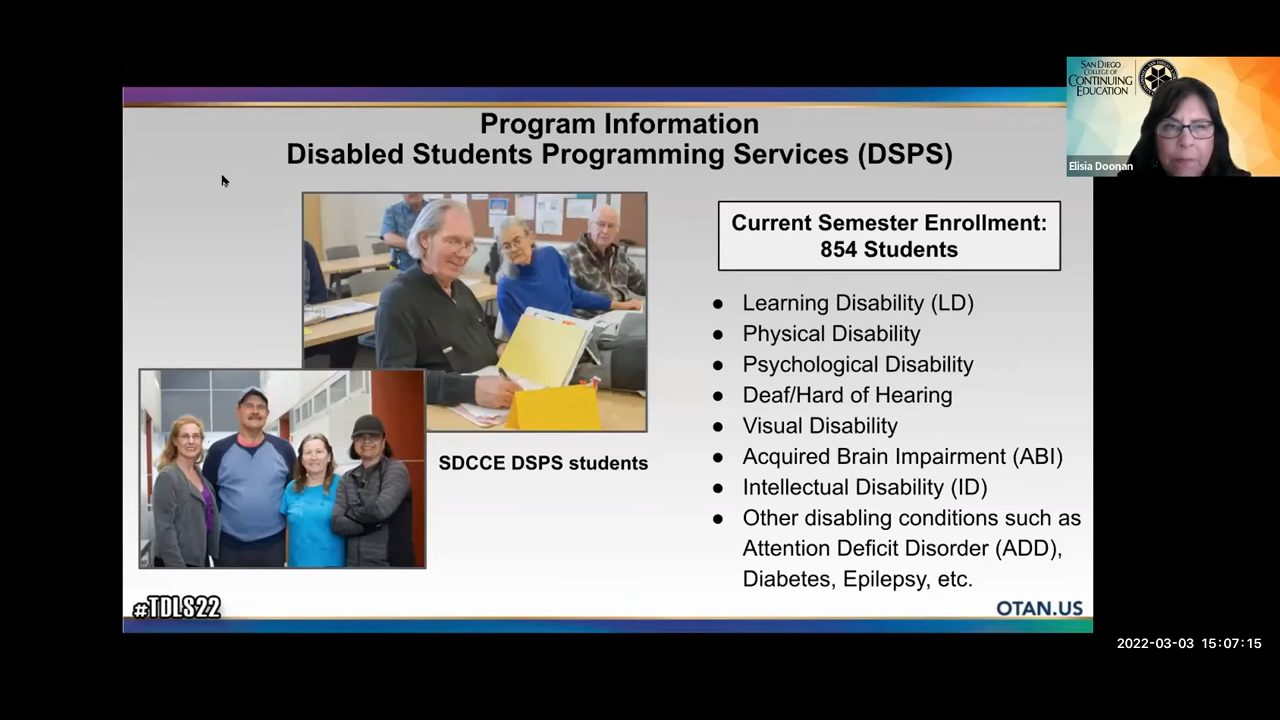 Program Information
Disabled Students Programming Services (DSPS)
Current Semester Enrollment:
854 Students
● Learning Disability (LD)
● Physical Disability
● Psychological Disability
● Deaf/Hard of Hearing
● Visual Disability
● Acquired Brain Impairment (ABI)
● Intellectual Disability (ID)
● Other disabling conditions such as
Attention Deficit Disorder (ADD),
Diabetes, Epilepsy, etc.
SDCCE DSPS students
#TDLS22
OTAN.US
SAN DIEGO
COLLEGE OF
CONTINUING
EDUCATION
Elisia Doonan
2022-03-03 15:07:15